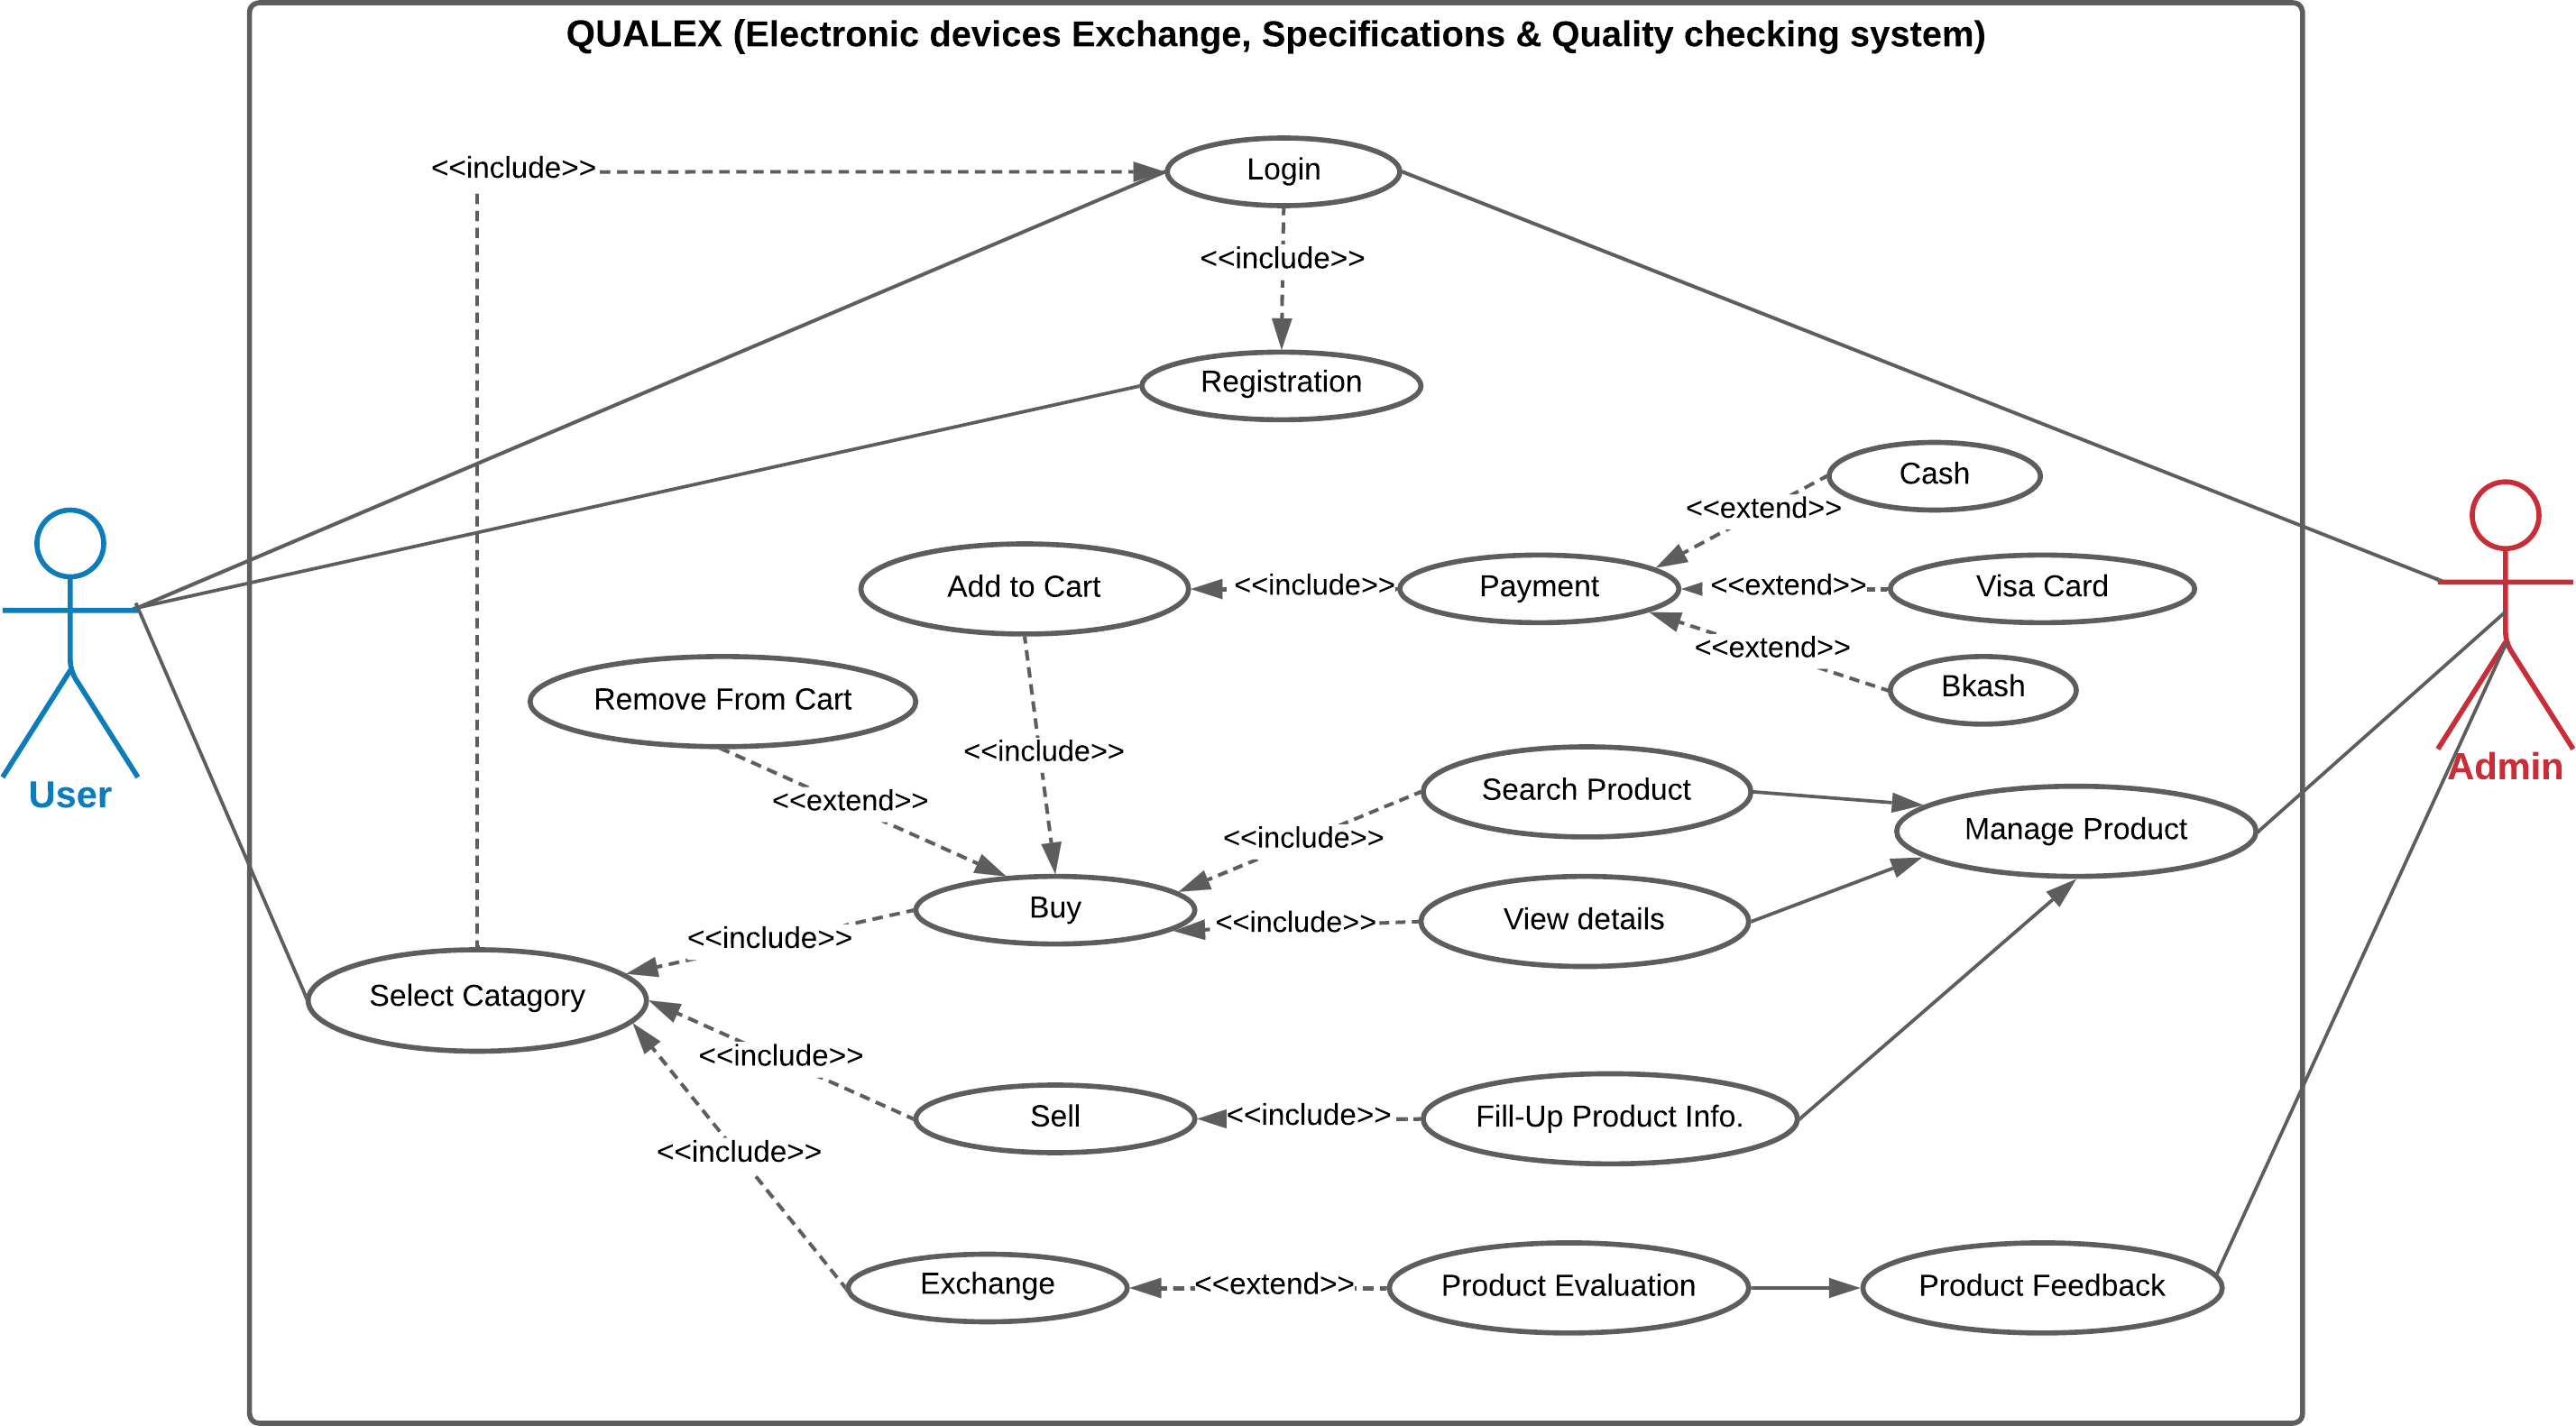 QUALEX (Electronic devices Exchange, Specifications & Quality checking system)
<<include>>
Login
<<include>>
Registration
Cash
<<extend>>
Add to Cart
<<include>>
Payment
<<extend>>
Visa Card
<<extend>>
Bkash
Remove From Cart
<<include>>
<<extend>>
User
Admin
Search Product
<<include>>
Manage Product
Buy
<<include>>
View details
<<include>>
Select Catagory
<<include>>
Sell
<<include>>
Fill-Up Product Info.
<<include>>
Exchange
<<extend>>
Product Evaluation
Product Feedback